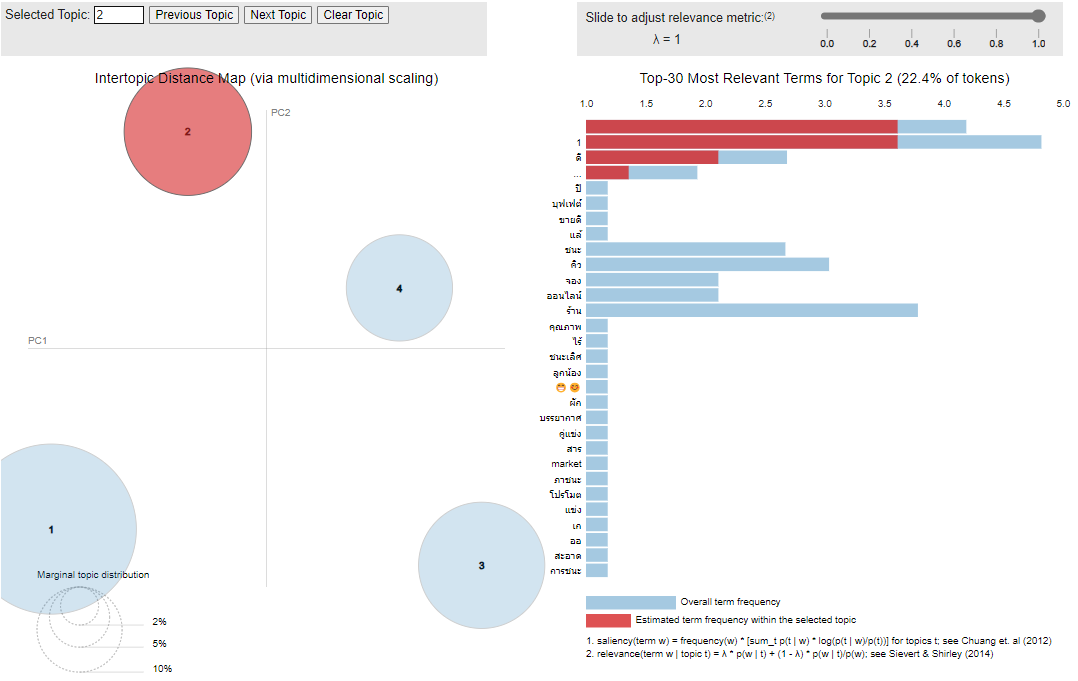 Selected Topic: 2 Previous Topic Next Topic Clear Topic
Slide to adjust relevance metric:(2)
λ = 1
0.0 0.2 0.4 0.6 0.8 1.0
Intertopic Distance Map (via multidimensional scaling)
PC2
PC1
2
4
1
3
Marginal topic distribution
2%
5%
10%
Top-30 Most Relevant Terms for Topic 2 (22.4% of tokens)
1.0 1.5 2.0 2.5 3.0 3.5 4.0 4.5 5.0
1
ดี
...
ปี
บุฟเฟต์
ขายดี
แล้
ชนะ
คิว
จอง
ออนไลน์
ร้าน
คุณภาพ
ไร้
ชนะเลิศ
ลูกน้อง
😁 😊
ผัก
บรรยากาศ
คู่แข่ง
สาร
market
ภาชนะ
โปรโมต
แข่ง
เค
ออ
สะอาด
การชนะ
Overall term frequency
Estimated term frequency within the selected topic
1. saliency(term w) = frequency(w) * [sum_t p(t | w) * log(p(t | w)/p(t))] for topics t; see Chuang et. al (2012)
2. relevance(term w | topic t) = λ * p(w | t) + (1 - λ) * p(w | t)/p(w); see Sievert & Shirley (2014)